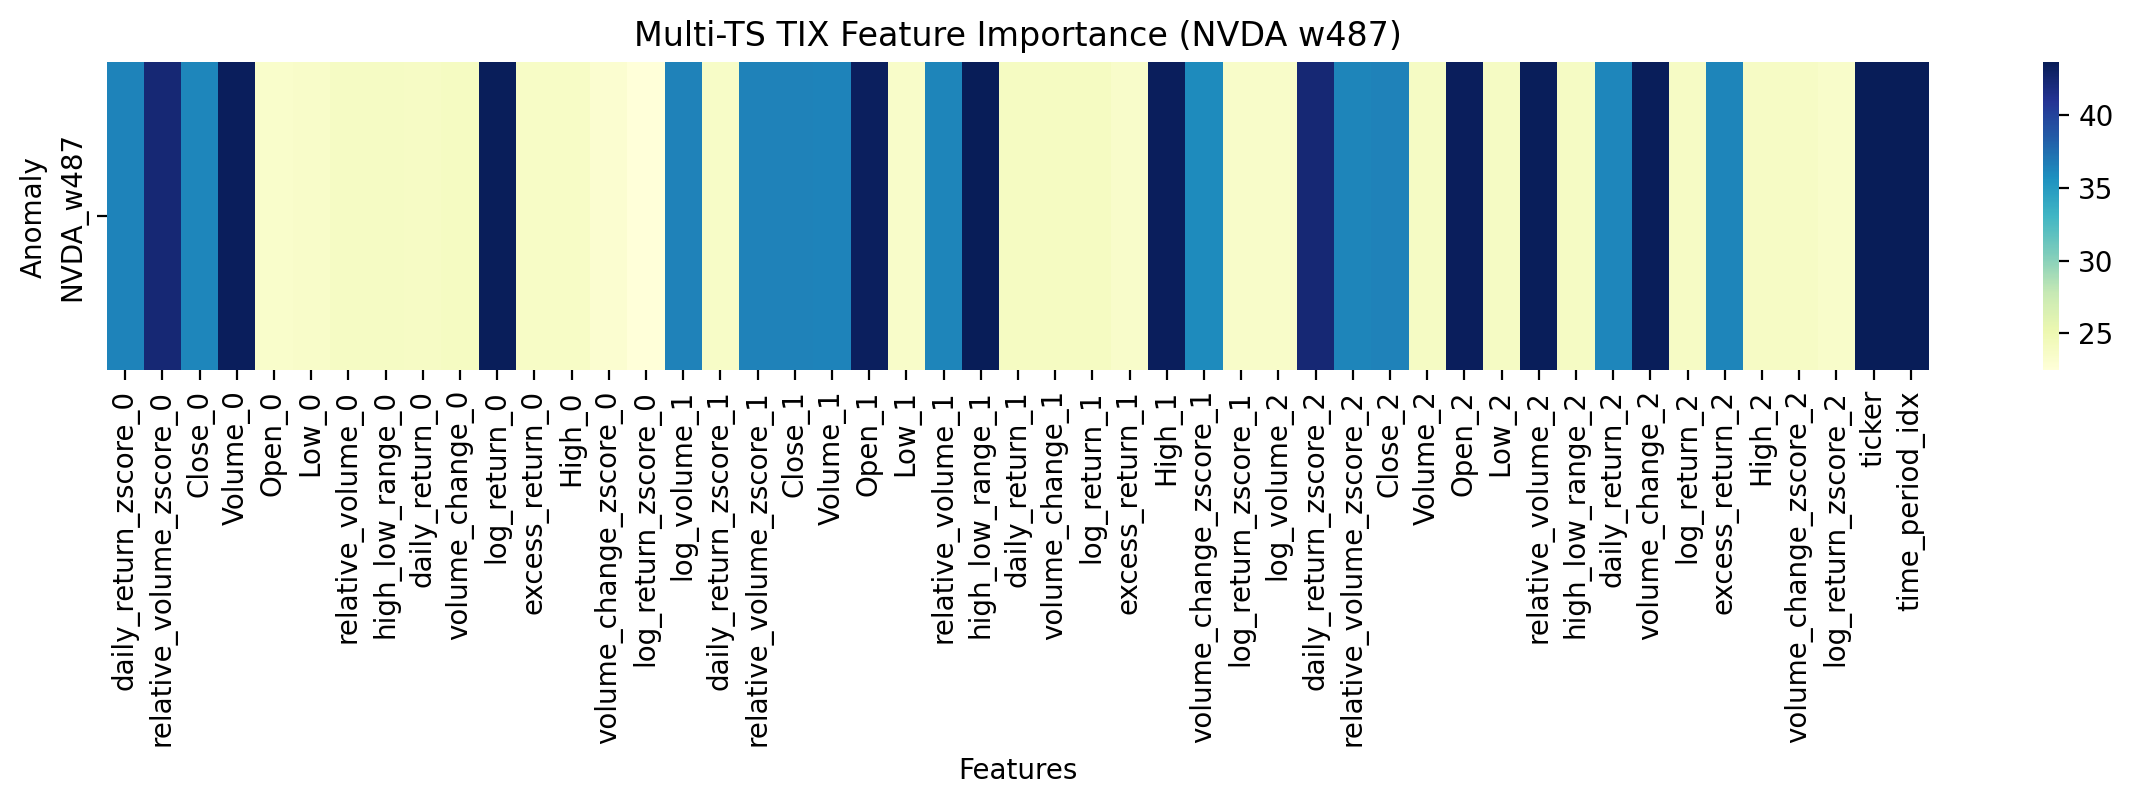 Multi-TS TIX Feature Importance (NVDA w487)
Anomaly
NVDA_w487
40
35
30
25
daily_return_zscore_0
relative_volume_zscore_0
Close_0
Volume_0
Open_0
Low_0
relative_volume_0
high_low_range_0
daily_return_0
volume_change_0
log_return_0
excess_return_0
High_0
volume_change_zscore_0
log_return_zscore_0
log_volume_1
daily_return_zscore_1
relative_volume_zscore_1
Close_1
Volume_1
Open_1
Low_1
relative_volume_1
high_low_range_1
daily_return_1
volume_change_1
log_return_1
excess_return_1
High_1
volume_change_zscore_1
log_return_zscore_1
log_volume_2
daily_return_zscore_2
relative_volume_zscore_2
Close_2
Volume_2
Open_2
Low_2
relative_volume_2
high_low_range_2
daily_return_2
volume_change_2
log_return_2
excess_return_2
High_2
volume_change_zscore_2
log_return_zscore_2
ticker
time_period_idx
Features